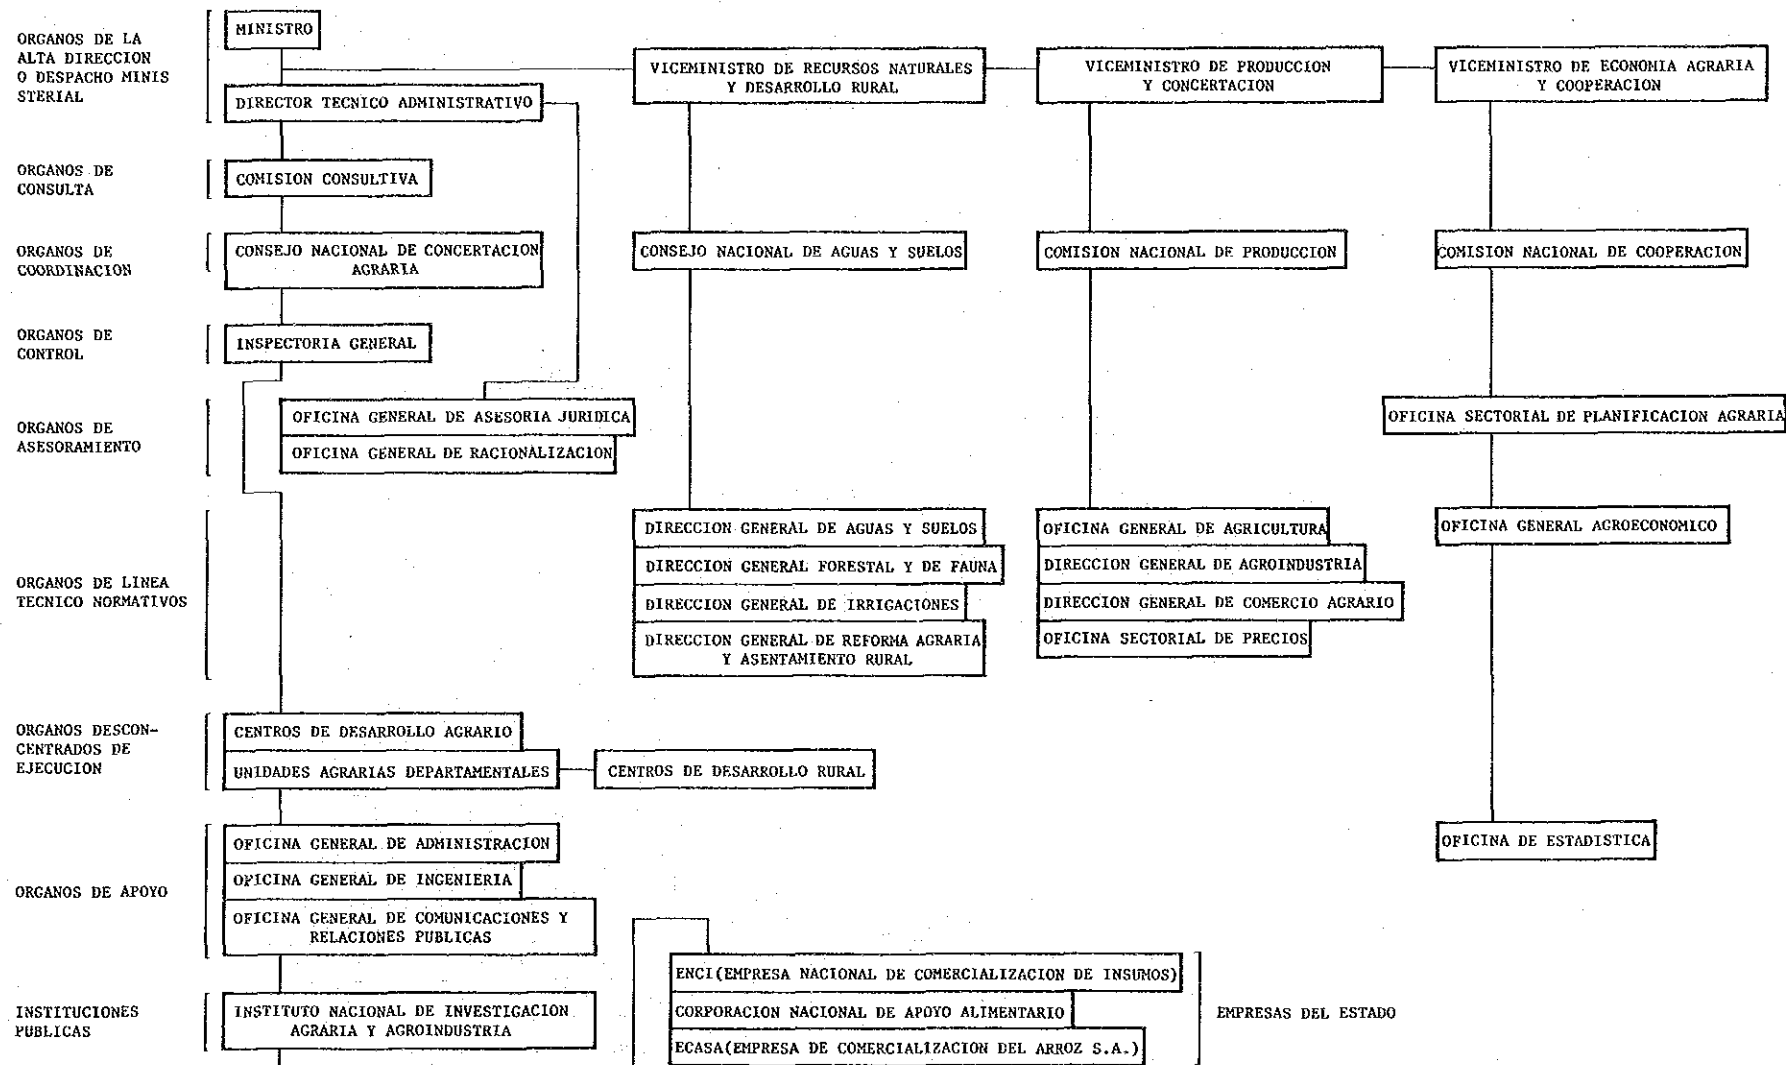 ORGANOS DE LA
ALTA DIRECCION
O DESPACHO MINIS
STERIAL
MINISTRO
DIRECTOR TECNICO ADMINISTRATIVO
VICEMINISTRO DE RECURSOS NATURALES
Y DESARROLLO RURAL
VICEMINISTRO DE PRODUCCION
Y CONCERTACION
VICEMINISTRO DE ECONOMIA AGRARIA
Y COOPERACION
ORGANOS DE
CONSULTA
COMISION CONSULTIVA
ORGANOS DE
COORDINACION
CONSEJO NACIONAL DE CONCERTACION
AGRARIA
CONSEJO NACIONAL DE AGUAS Y SUELOS
COMISION NACIONAL DE PRODUCCION
COMISION NACIONAL DE COOPERACION
ORGANOS DE
CONTROL
INSPECTORIA GENERAL
ORGANOS DE
ASESORAMIENTO
OFICINA GENERAL DE ASESORIA JURIDICA
OFICINA GENERAL DE RACIONALIZACION
OFICINA SECTORIAL DE PLANIFICACION AGRARIA
ORGANOS DE LINEA
TECNICO NORMATIVOS
DIRECCION GENERAL DE AGUAS Y SUELOS
DIRECCION GENERAL FORESTAL Y DE FAUNA
DIRECCION GENERAL DE IRRIGACIONES
DIRECCION GENERAL DE REFORMA AGRARIA
Y ASENTAMIENTO RURAL
OFICINA GENERAL DE AGRICULTURA
DIRECCION GENERAL DE AGROINDUSTRIA
DIRECCION GENERAL DE COMERCIO AGRARIO
OFICINA SECTORIAL DE PRECIOS
OFICINA GENERAL AGROECONOMICO
ORGANOS DESCON-
CENTRADOS DE
EJECUCION
CENTROS DE DESARROLLO AGRARIO
UNIDADES AGRARIAS DEPARTAMENTALES
CENTROS DE DESARROLLO RURAL
OFICINA DE ESTADISTICA
ORGANOS DE APOYO
OFICINA GENERAL DE ADMINISTRACION
OFICINA GENERAL DE INGENIERIA
OFICINA GENERAL DE COMUNICACIONES Y
RELACIONES PUBLICAS
INSTITUCIONES
PUBLICAS
INSTITUTO NACIONAL DE INVESTIGACION
AGRARIA Y AGROINDUSTRIA
ENCI(EMPRESA NACIONAL DE COMERCIALIZACION DE INSUMOS)
CORPORACION NACIONAL DE APOYO ALIMENTARIO
ECASA(EMPRESA DE COMERCIALIZACION DEL ARROZ S.A.)
EMPRESAS DEL ESTADO